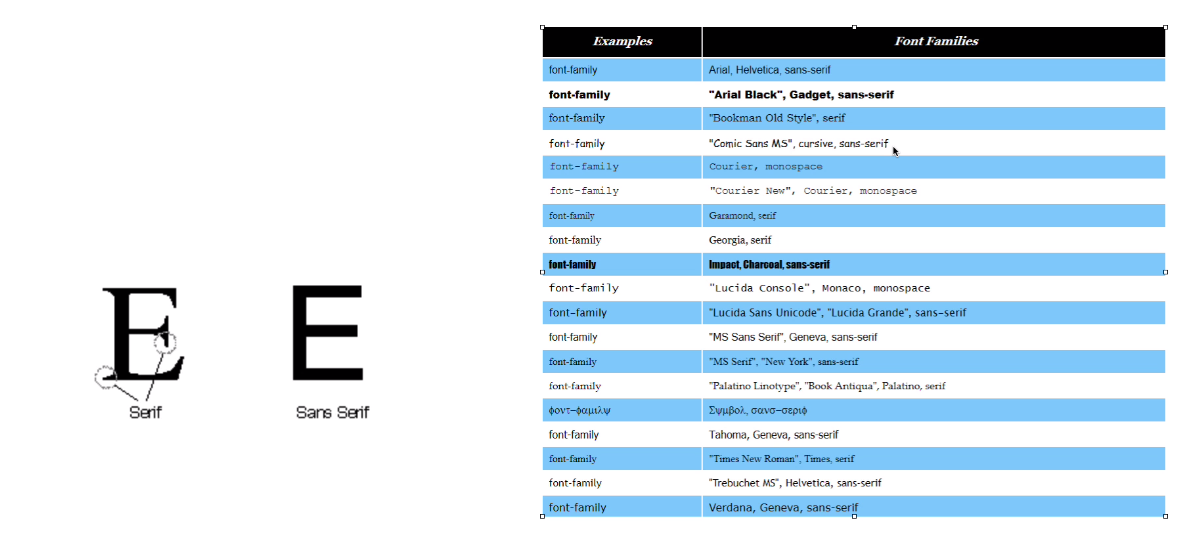 E E
Serif Sans Serif
Examples Font Families
font-family Arial, Helvetica, sans-serif
font-family "Arial Black", Gadget, sans-serif
font-family "Bookman Old Style", serif
font-family "Comic Sans MS", cursive, sans-serif
font-family Courier, monospace
font-family "Courier New", Courier, monospace
font-family Garamond, serif
font-family Georgia, serif
font-family Impact, Charcoal, sans-serif
font-family "Lucida Console", Monaco, monospace
font-family "Lucida Sans Unicode", "Lucida Grande", sans-serif
font-family "MS Sans Serif", Geneva, sans-serif
font-family "MS Serif", "New York", sans-serif
font-family "Palatino Linotype", "Book Antiqua", Palatino, serif
φοντ−φαμιλψ Σψμβολ, σανσ−σεριφ
font-family Tahoma, Geneva, sans-serif
font-family "Times New Roman", Times, serif
font-family "Trebuchet MS", Helvetica, sans-serif
font-family Verdana, Geneva, sans-serif